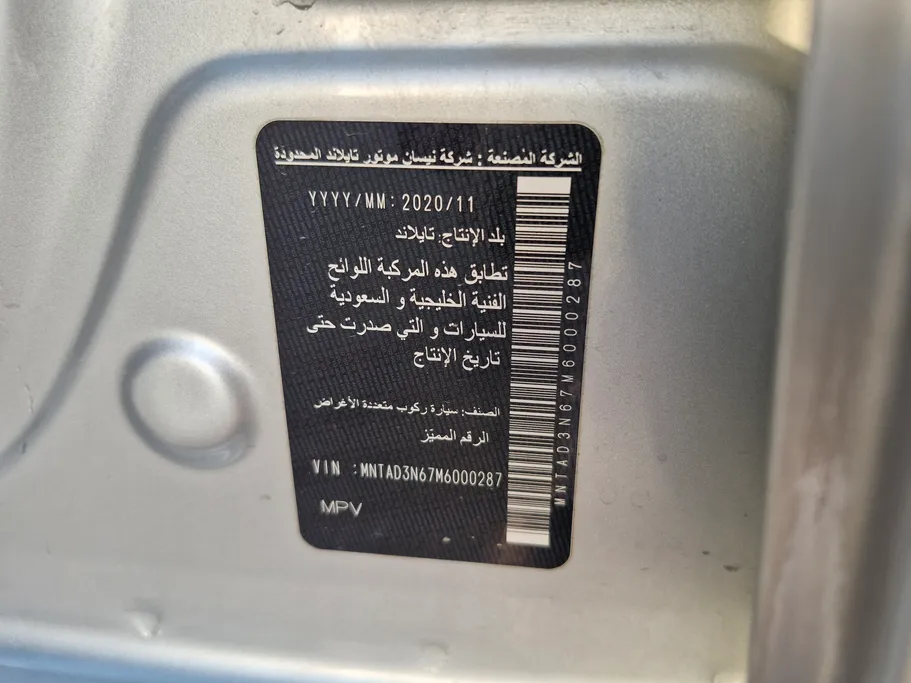 الشركة المصنعة : شركة نيسان موتور تايلاند المحدودة
YYYY/MM: 2020/11
بلد الإنتاج: تايلاند
تطابق هذه المركبة اللوائح
الفنية الخليجية و السعودية
للسيارات و التي صدرت حتى
تاريخ الإنتاج
الصنف: سيارة ركوب متعددة الأغراض
الرقم المميّز
VIN :MNTAD3N67M6000287
MPV
MNTAD3N67M6000287